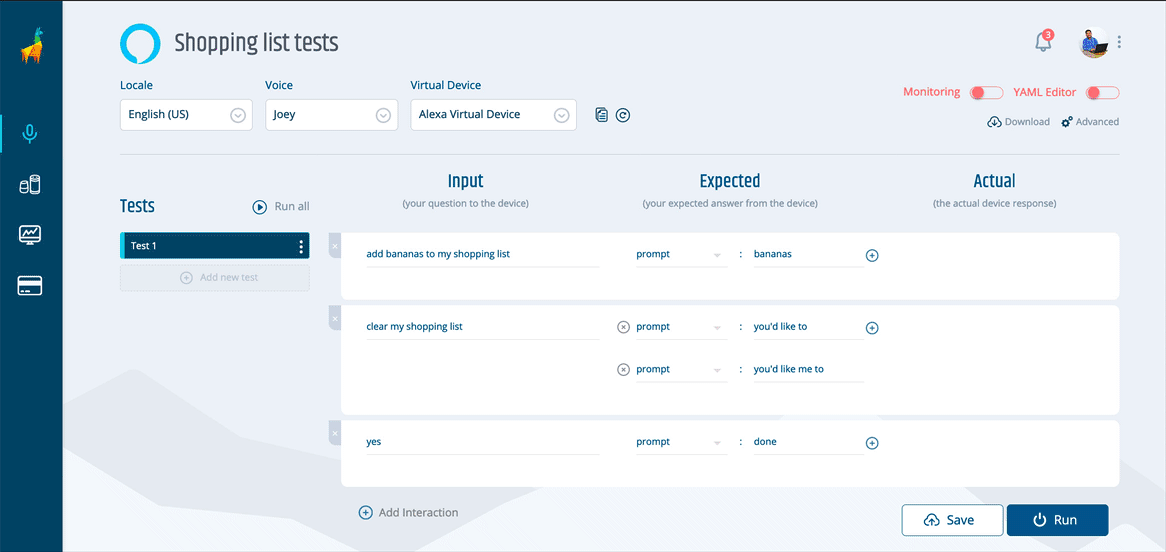 Shopping list tests
3
Locale
Voice
Virtual Device
English (US)
Joey
Alexa Virtual Device
Monitoring
YAML Editor
Download
Advanced
Input
Expected
Actual
(your question to the device)
(your expected answer from the device)
(the actual device response)
Tests
Run all
Test 1
Add new test
add bananas to my shopping list
prompt : bananas
clear my shopping list
prompt : you'd like to
prompt : you'd like me to
yes
prompt : done
Add Interaction
Save
Run